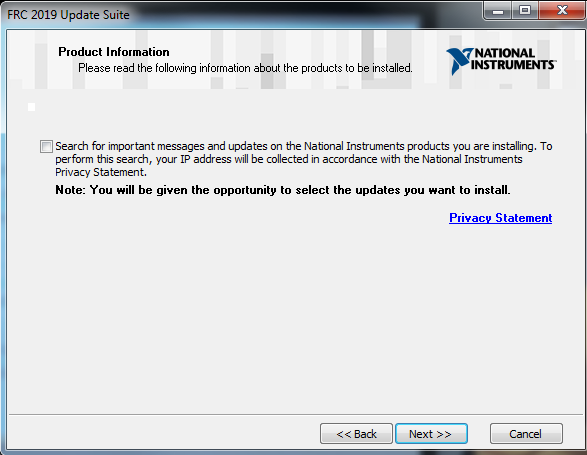 FRC 2019 Update Suite
Product Information
Please read the following information about the products to be installed.
NATIONAL
INSTRUMENTS
Search for important messages and updates on the National Instruments products you are installing. To
perform this search, your IP address will be collected in accordance with the National Instruments
Privacy Statement.
Note: You will be given the opportunity to select the updates you want to install.
Privacy Statement
<< Back
Next >>
Cancel